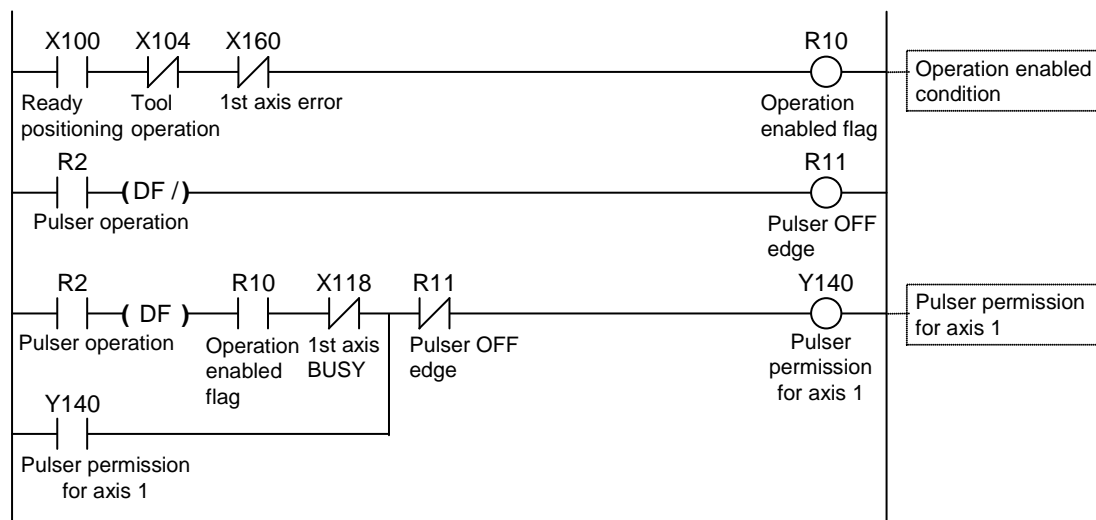 X100 X104 X160 R10
Ready positioning
Tool operation
1st axis error
Operation enabled flag
Operation enabled condition
R2 R11
( DF / )
Pulser operation
Pulser OFF edge
R2 R10 X118 R11 Y140
( DF )
Pulser operation
Operation enabled flag
1st axis BUSY
Pulser OFF edge
Pulser permission for axis 1
Pulser permission for axis 1
Y140
Pulser permission for axis 1